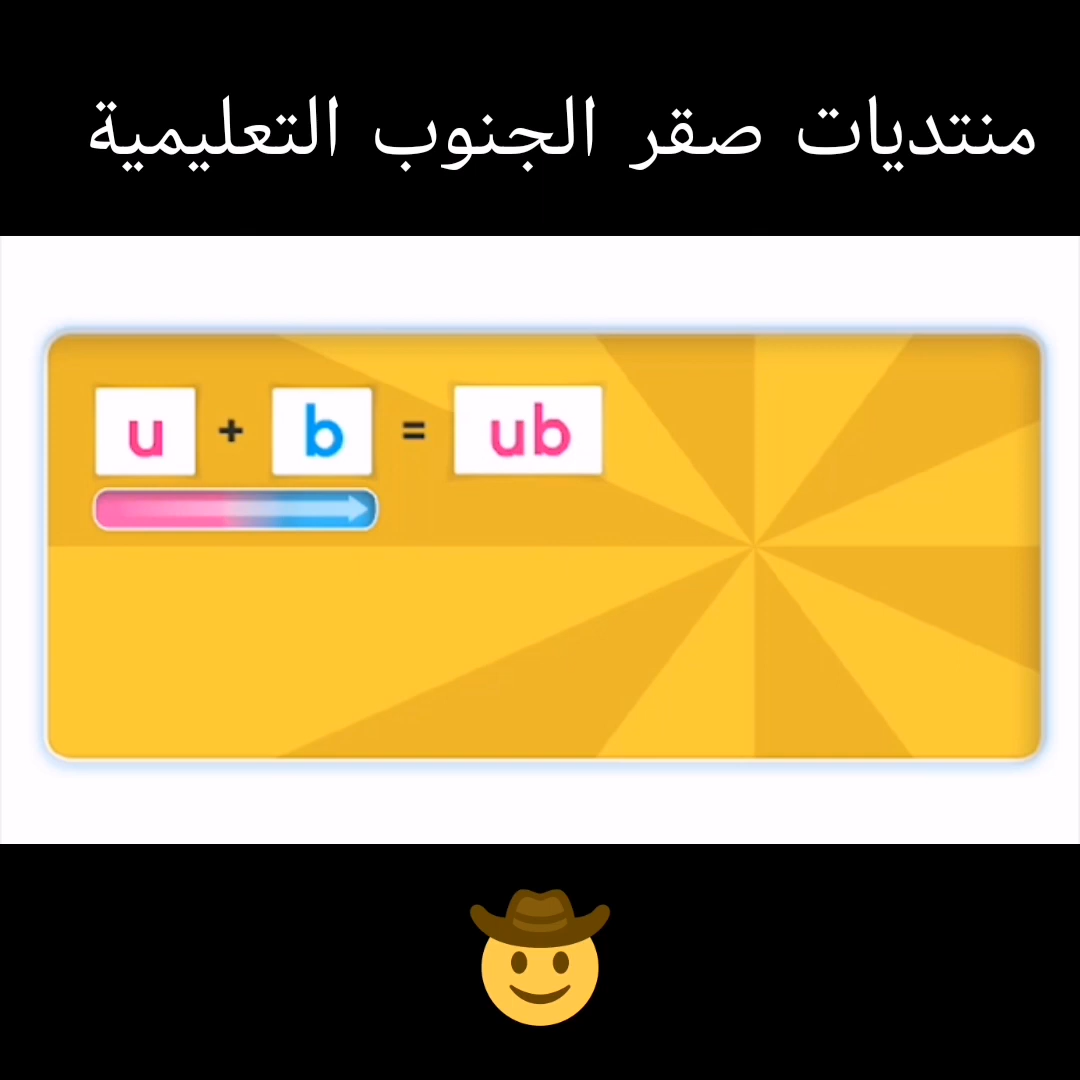 منتديات صقر الجنوب التعليمية
u + b = ub